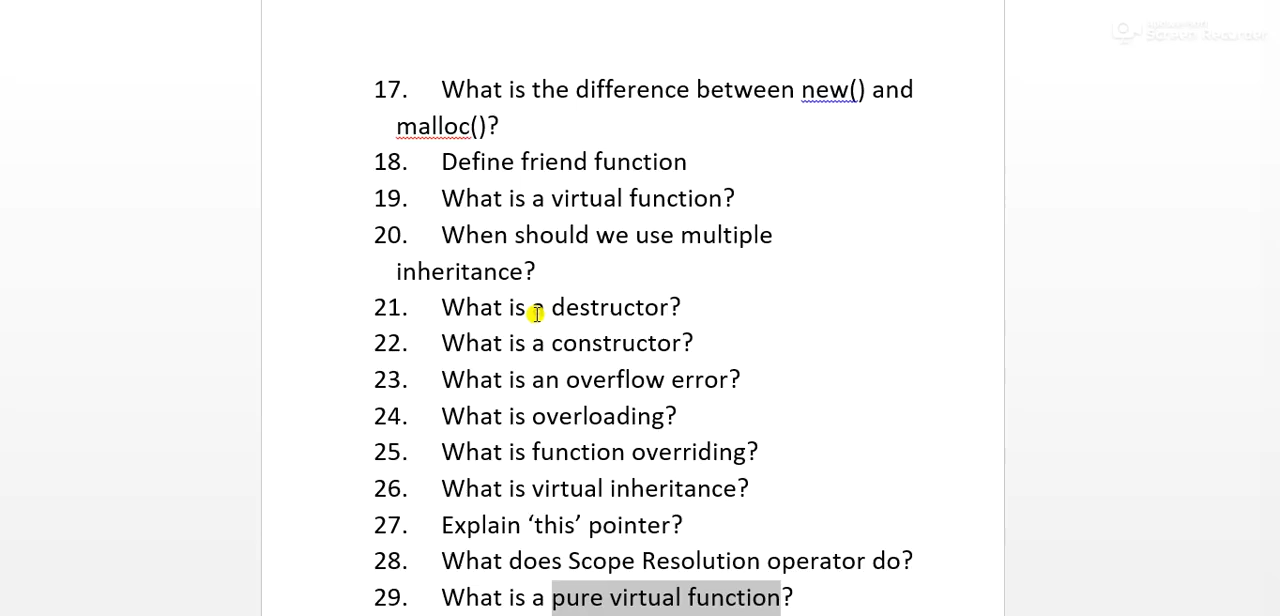 Screen Recorder
17. What is the difference between new() and
malloc()?
18. Define friend function
19. What is a virtual function?
20. When should we use multiple
inheritance?
21. What is a destructor?
22. What is a constructor?
23. What is an overflow error?
24. What is overloading?
25. What is function overriding?
26. What is virtual inheritance?
27. Explain ‘this’ pointer?
28. What does Scope Resolution operator do?
29. What is a pure virtual function?